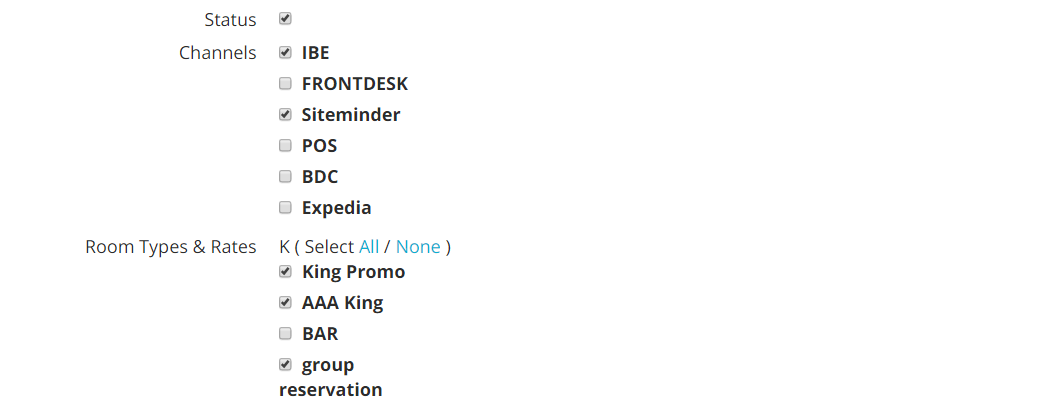 Status
Channels IBE
FRONTDESK
Siteminder
POS
BDC
Expedia
Room Types & Rates K ( Select All / None )
King Promo
AAA King
BAR
group
reservation